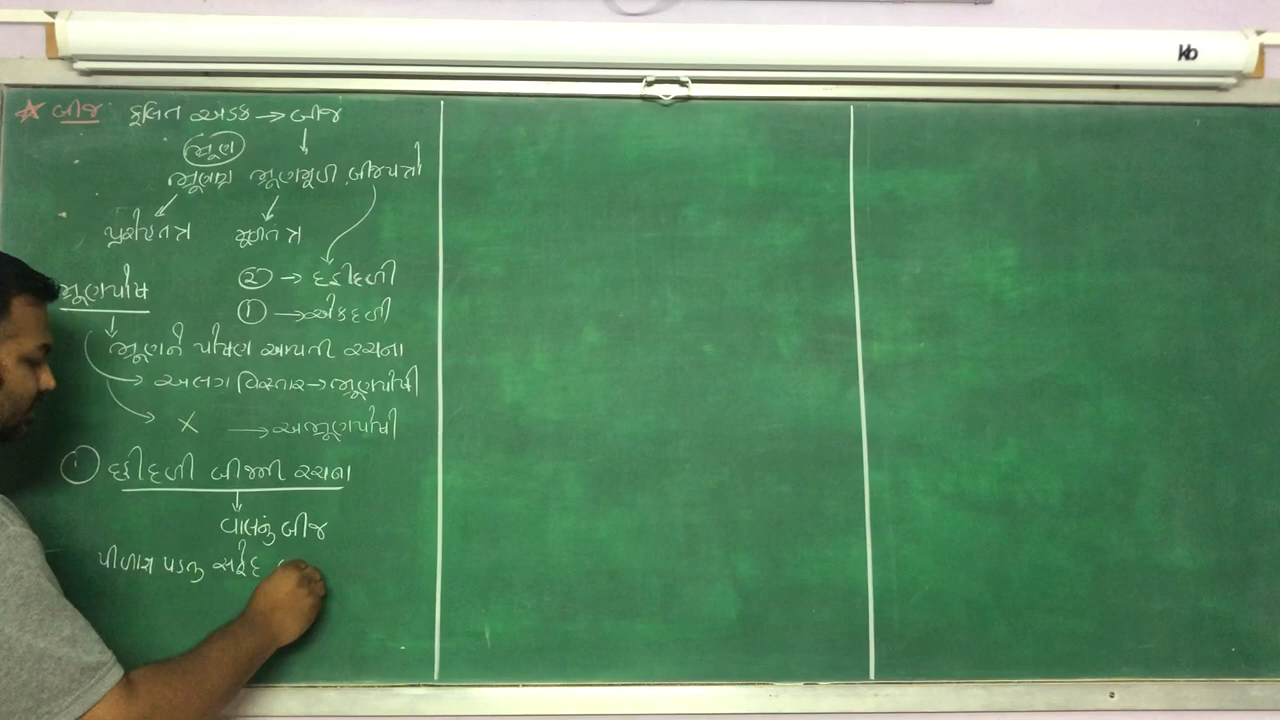 kb
★ બીજ ફલિત અંડક → બીજ
ભ્રૂણ
ભ્રૂણાગ્ર ભ્રૂણમૂળ બીજપત્રો
પ્રરોહતંત્ર મૂળતંત્ર
② → દ્વીદળી
① → એકદળી
ભ્રૂણપોષ
ભ્રૂણને પોષણ આપતી રચના
→ અલગ વિસ્તાર → ભ્રૂણપોષી
X → અભ્રૂણપોષી
① દ્વીદળી બીજની રચના
વાલનું બીજ
પીળાશ પડતુ સફેદ